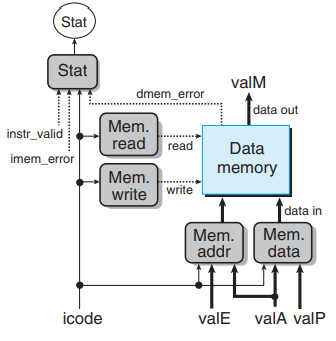 Stat
Stat
dmem_error
valM
data out
instr_valid
imem_error
Mem.
read
read
Data
memory
Mem.
write
write
data in
Mem.
addr
Mem.
data
icode
valE
valA
valP